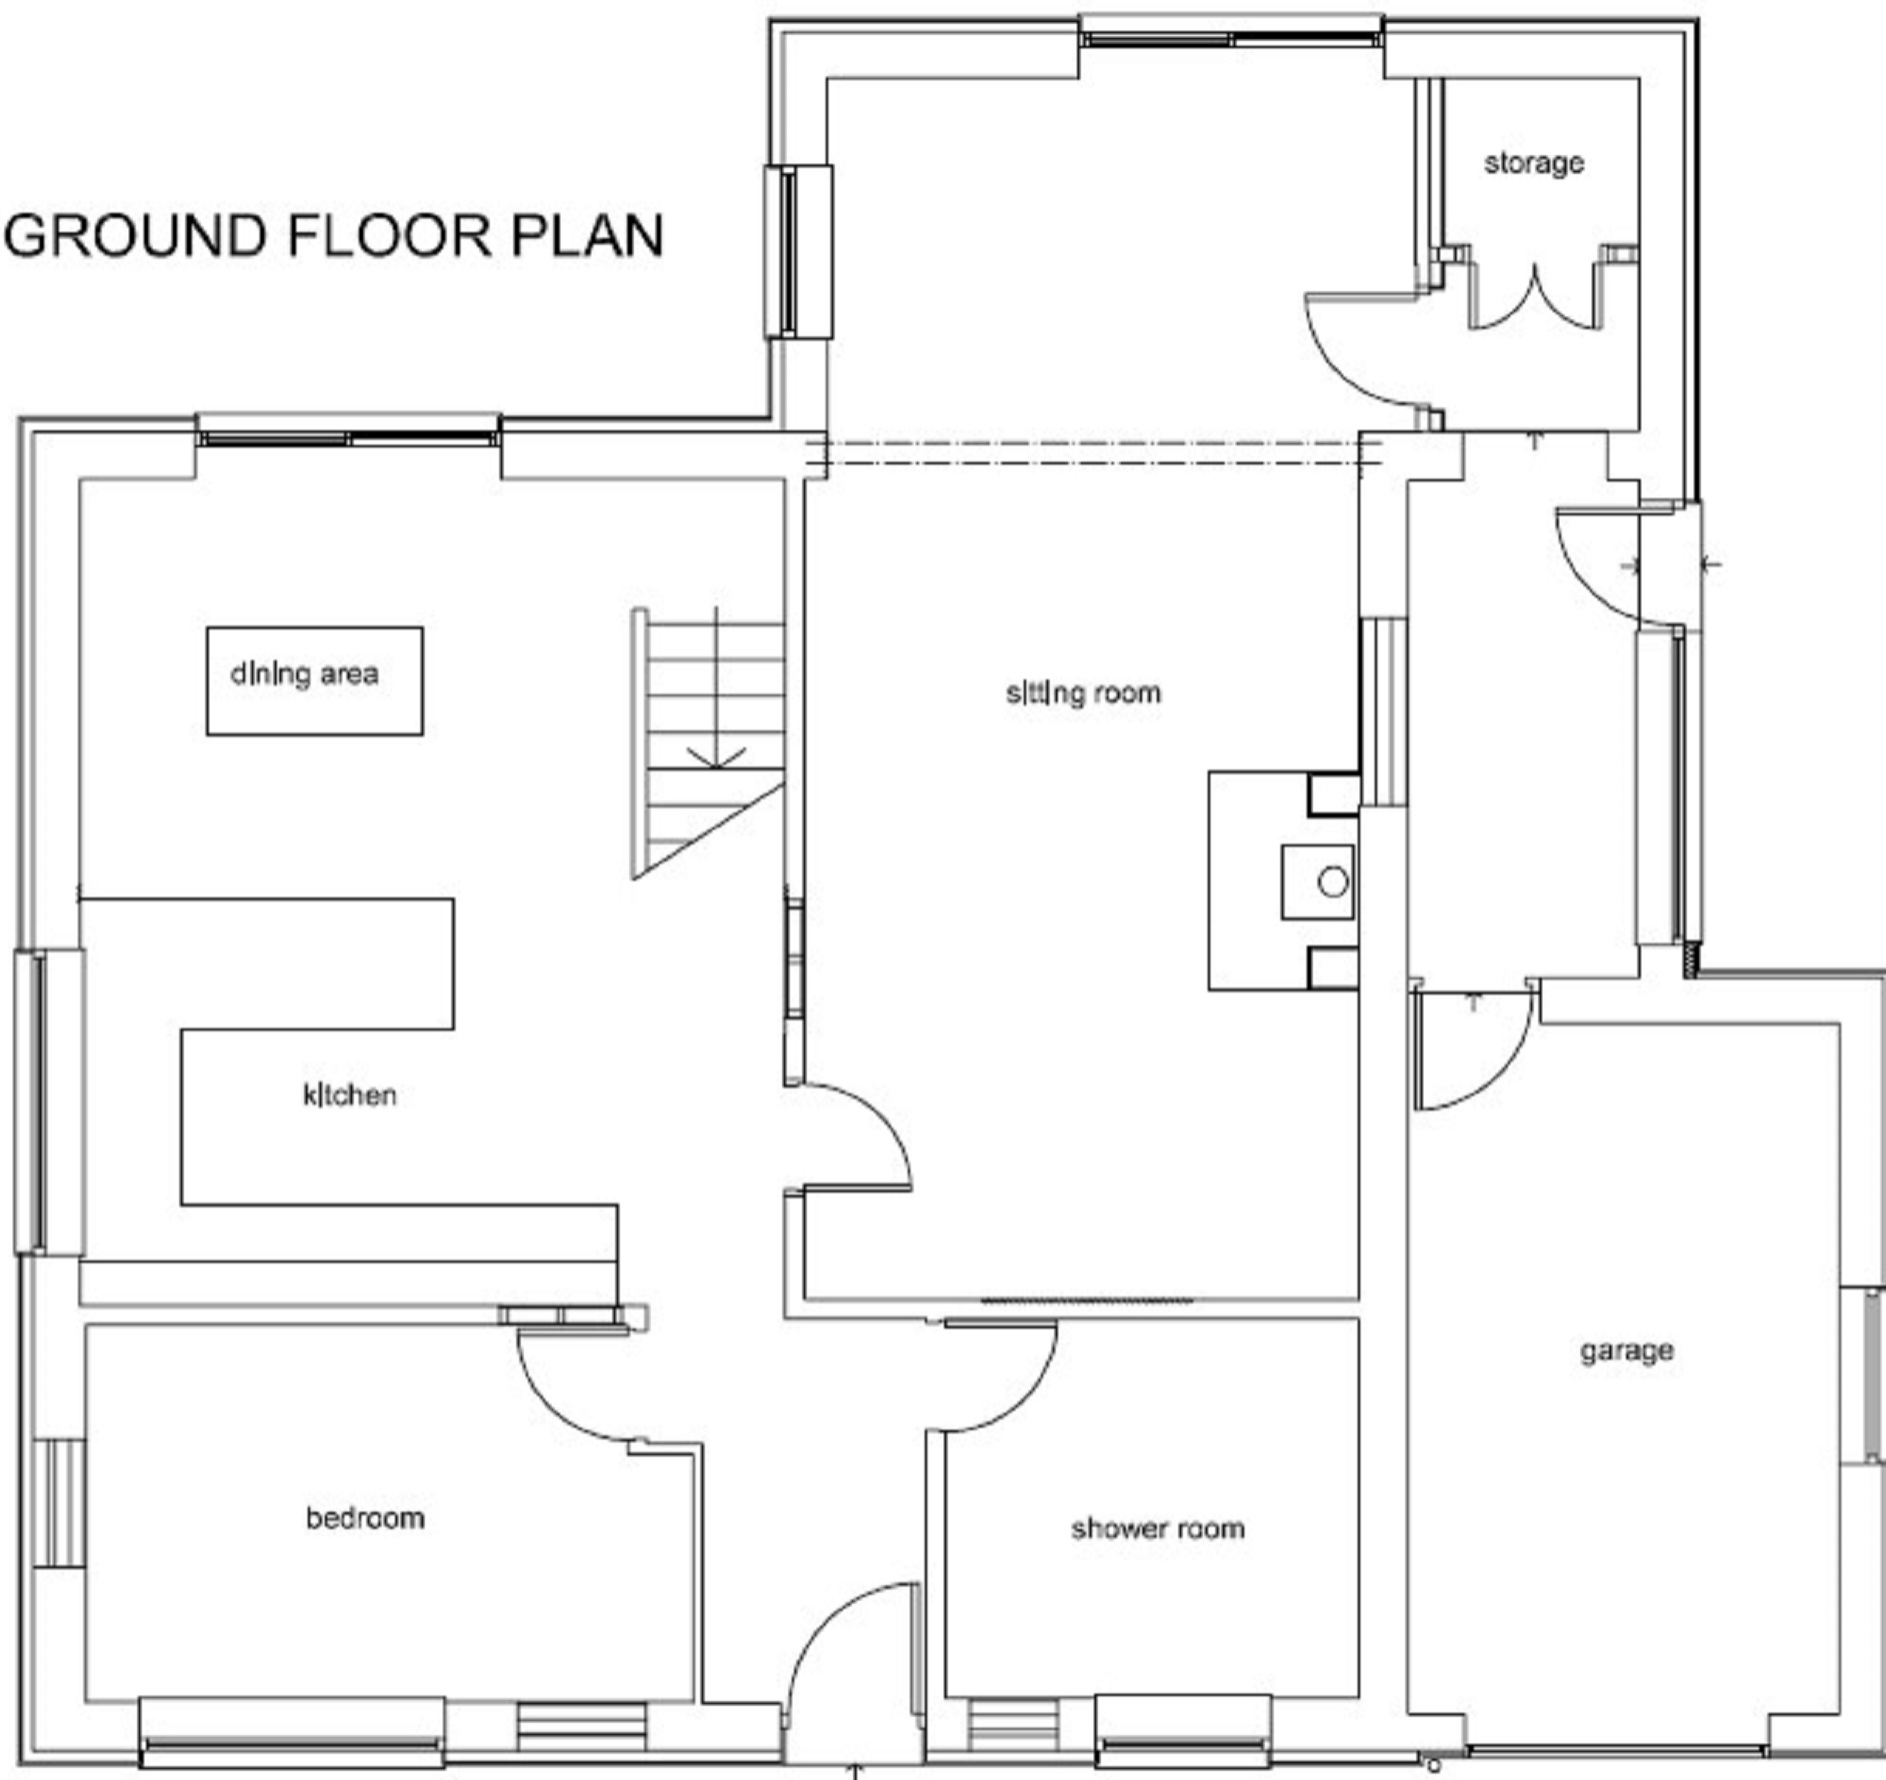 storage
GROUND FLOOR PLAN
dining area
sitting room
kitchen
garage
bedroom
shower room